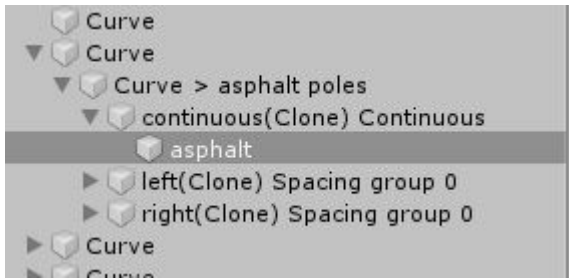 Curve
Curve
Curve > asphalt poles
continuous(Clone) Continuous
asphalt
left(Clone) Spacing group 0
right(Clone) Spacing group 0
Curve
Curve